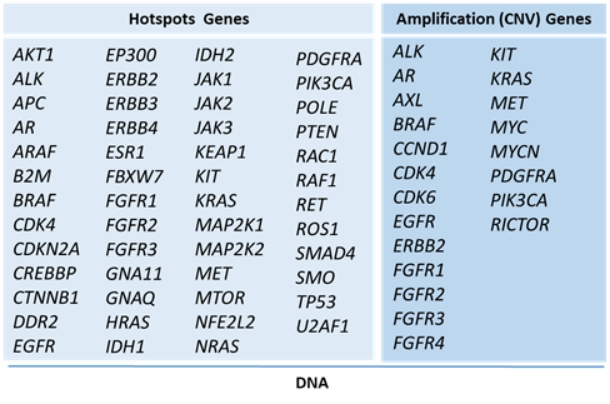 Hotspots Genes
Amplification (CNV) Genes
AKT1
ALK
APC
AR
ARAF
B2M
BRAF
CDK4
CDKN2A
CREBBP
CTNNB1
DDR2
EGFR
EP300
ERBB2
ERBB3
ERBB4
ESR1
FBXW7
FGFR1
FGFR2
FGFR3
GNA11
GNAQ
HRAS
IDH1
IDH2
JAK1
JAK2
JAK3
KEAP1
KIT
KRAS
MAP2K1
MAP2K2
MET
MTOR
NFE2L2
NRAS
PDGFRA
PIK3CA
POLE
PTEN
RAC1
RAF1
RET
ROS1
SMAD4
SMO
TP53
U2AF1
ALK
AR
AXL
BRAF
CCND1
CDK4
CDK6
EGFR
ERBB2
FGFR1
FGFR2
FGFR3
FGFR4
KIT
KRAS
MET
MYC
MYCN
PDGFRA
PIK3CA
RICTOR
DNA